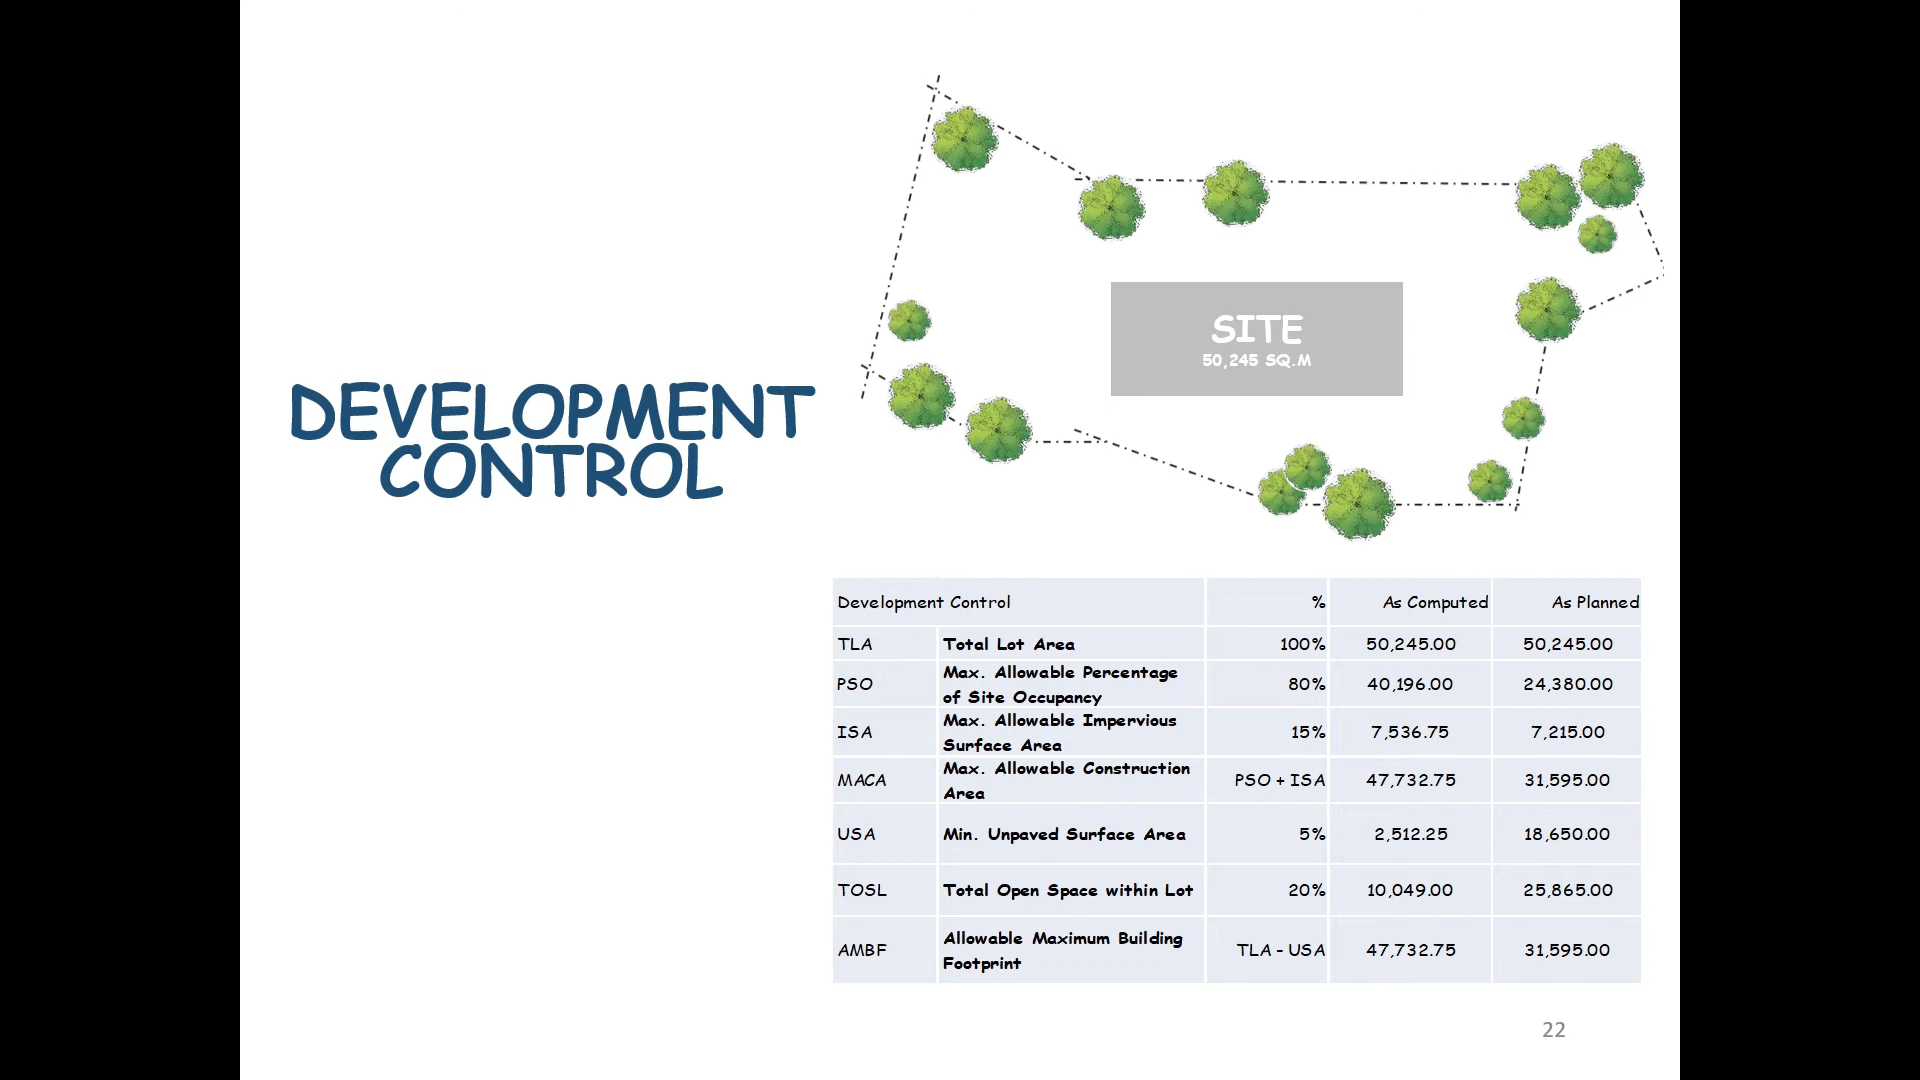 SITE
50,245 SQ.M
DEVELOPMENT
CONTROL
Development Control % As Computed As Planned
TLA Total Lot Area 100% 50,245.00 50,245.00
PSO Max. Allowable Percentage of Site Occupancy 80% 40,196.00 24,380.00
ISA Max. Allowable Impervious Surface Area 15% 7,536.75 7,215.00
MACA Max. Allowable Construction Area PSO + ISA 47,732.75 31,595.00
USA Min. Unpaved Surface Area 5% 2,512.25 18,650.00
TOSL Total Open Space within Lot 20% 10,049.00 25,865.00
AMBF Allowable Maximum Building Footprint TLA - USA 47,732.75 31,595.00
22